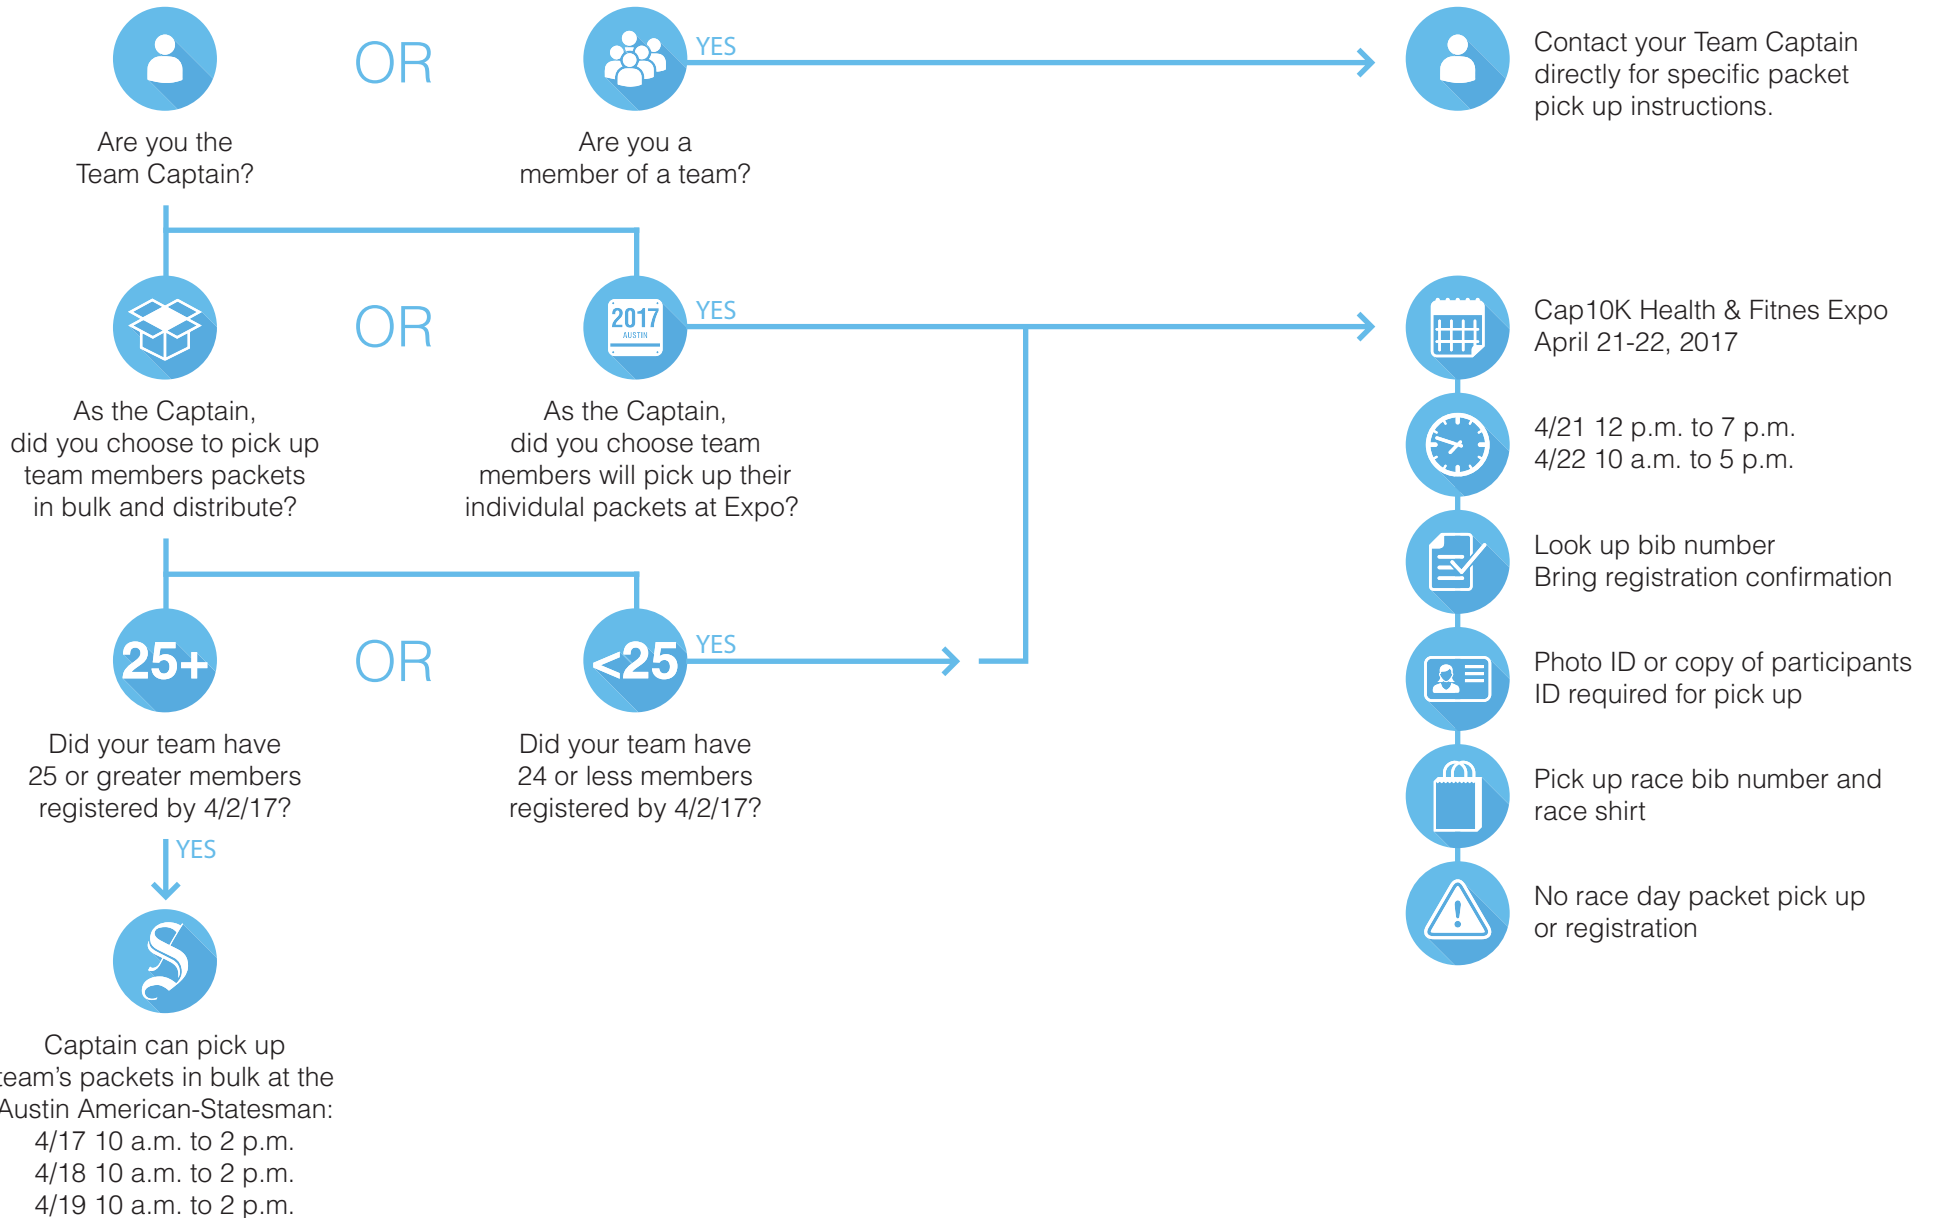 OR
YES
Contact your Team Captain
directly for specific packet
pick up instructions.
Are you the
Team Captain?
Are you a
member of a team?
OR
2017
AUSTIN
YES
Cap10K Health & Fitnes Expo
April 21-22, 2017
As the Captain,
did you choose to pick up
team members packets
in bulk and distribute?
As the Captain,
did you choose team
members will pick up their
individulal packets at Expo?
4/21 12 p.m. to 7 p.m.
4/22 10 a.m. to 5 p.m.
Look up bib number
Bring registration confirmation
25+
OR
<25
YES
Photo ID or copy of participants
ID required for pick up
Did your team have
25 or greater members
registered by 4/2/17?
Did your team have
24 or less members
registered by 4/2/17?
Pick up race bib number and
race shirt
YES
No race day packet pick up
or registration
S
Captain can pick up
team's packets in bulk at the
Austin American-Statesman:
4/17 10 a.m. to 2 p.m.
4/18 10 a.m. to 2 p.m.
4/19 10 a.m. to 2 p.m.